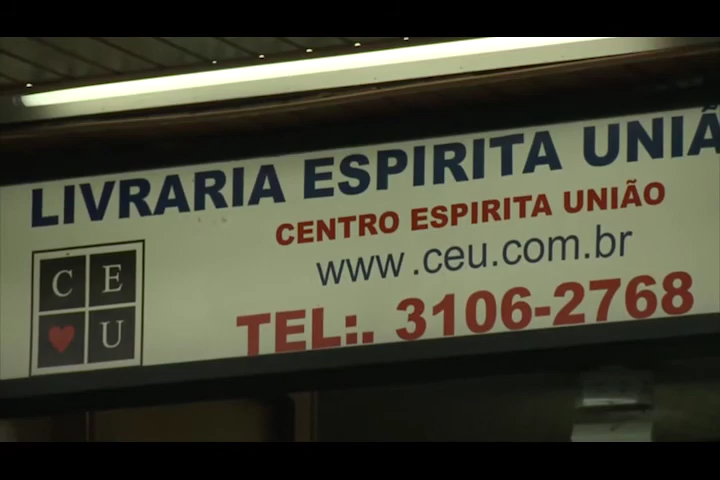 LIVRARIA ESPIRITA UNIÃ
CENTRO ESPIRITA UNIÃO
www.ceu.com.br
TEL:. 3106-2768
C E
U